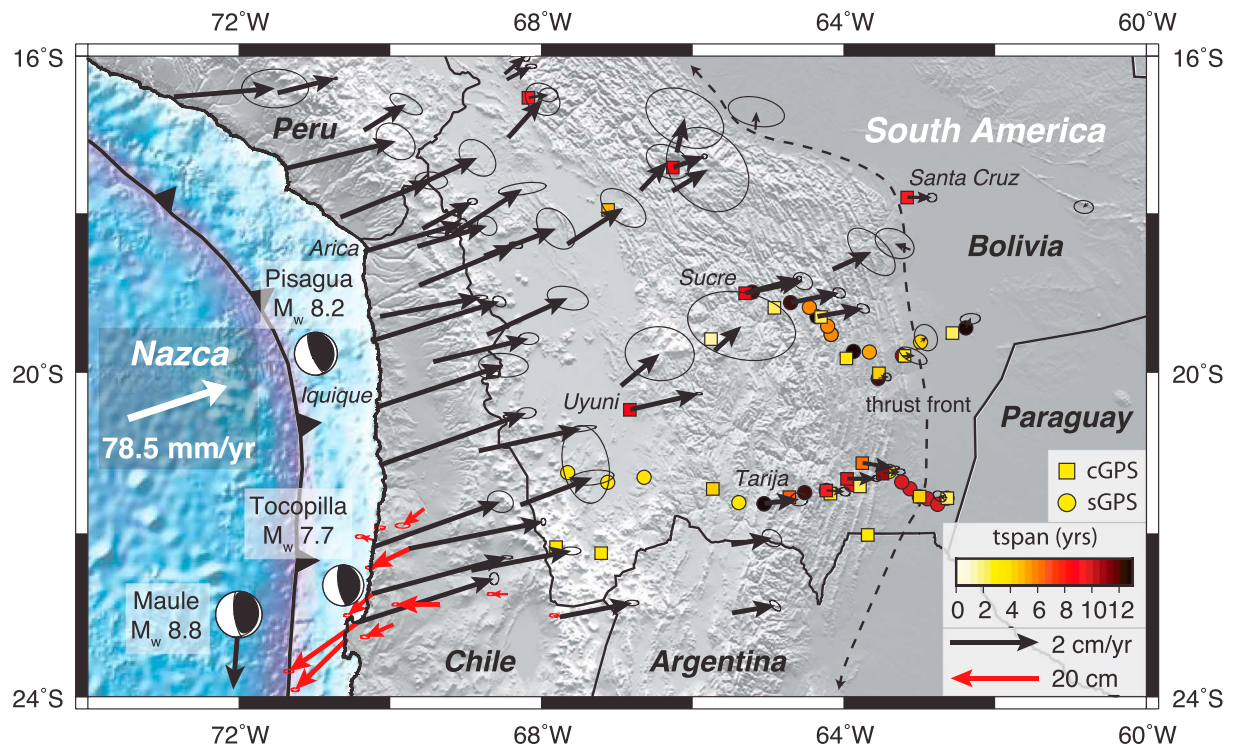 72˚W
68˚W
64˚W
60˚W
16˚S
16˚S
Peru
South America
Santa Cruz
Arica
Bolivia
Pisagua
M_w 8.2
Sucre
Nazca
20˚S
20˚S
Iquique
Uyuni
thrust front
Paraguay
78.5 mm/yr
Tarija
cGPS
sGPS
Tocopilla
M_w 7.7
tspan (yrs)
0 2 4 6 8 10 12
Maule
M_w 8.8
2 cm/yr
Chile
Argentina
20 cm
24˚S
24˚S
72˚W
68˚W
64˚W
60˚W